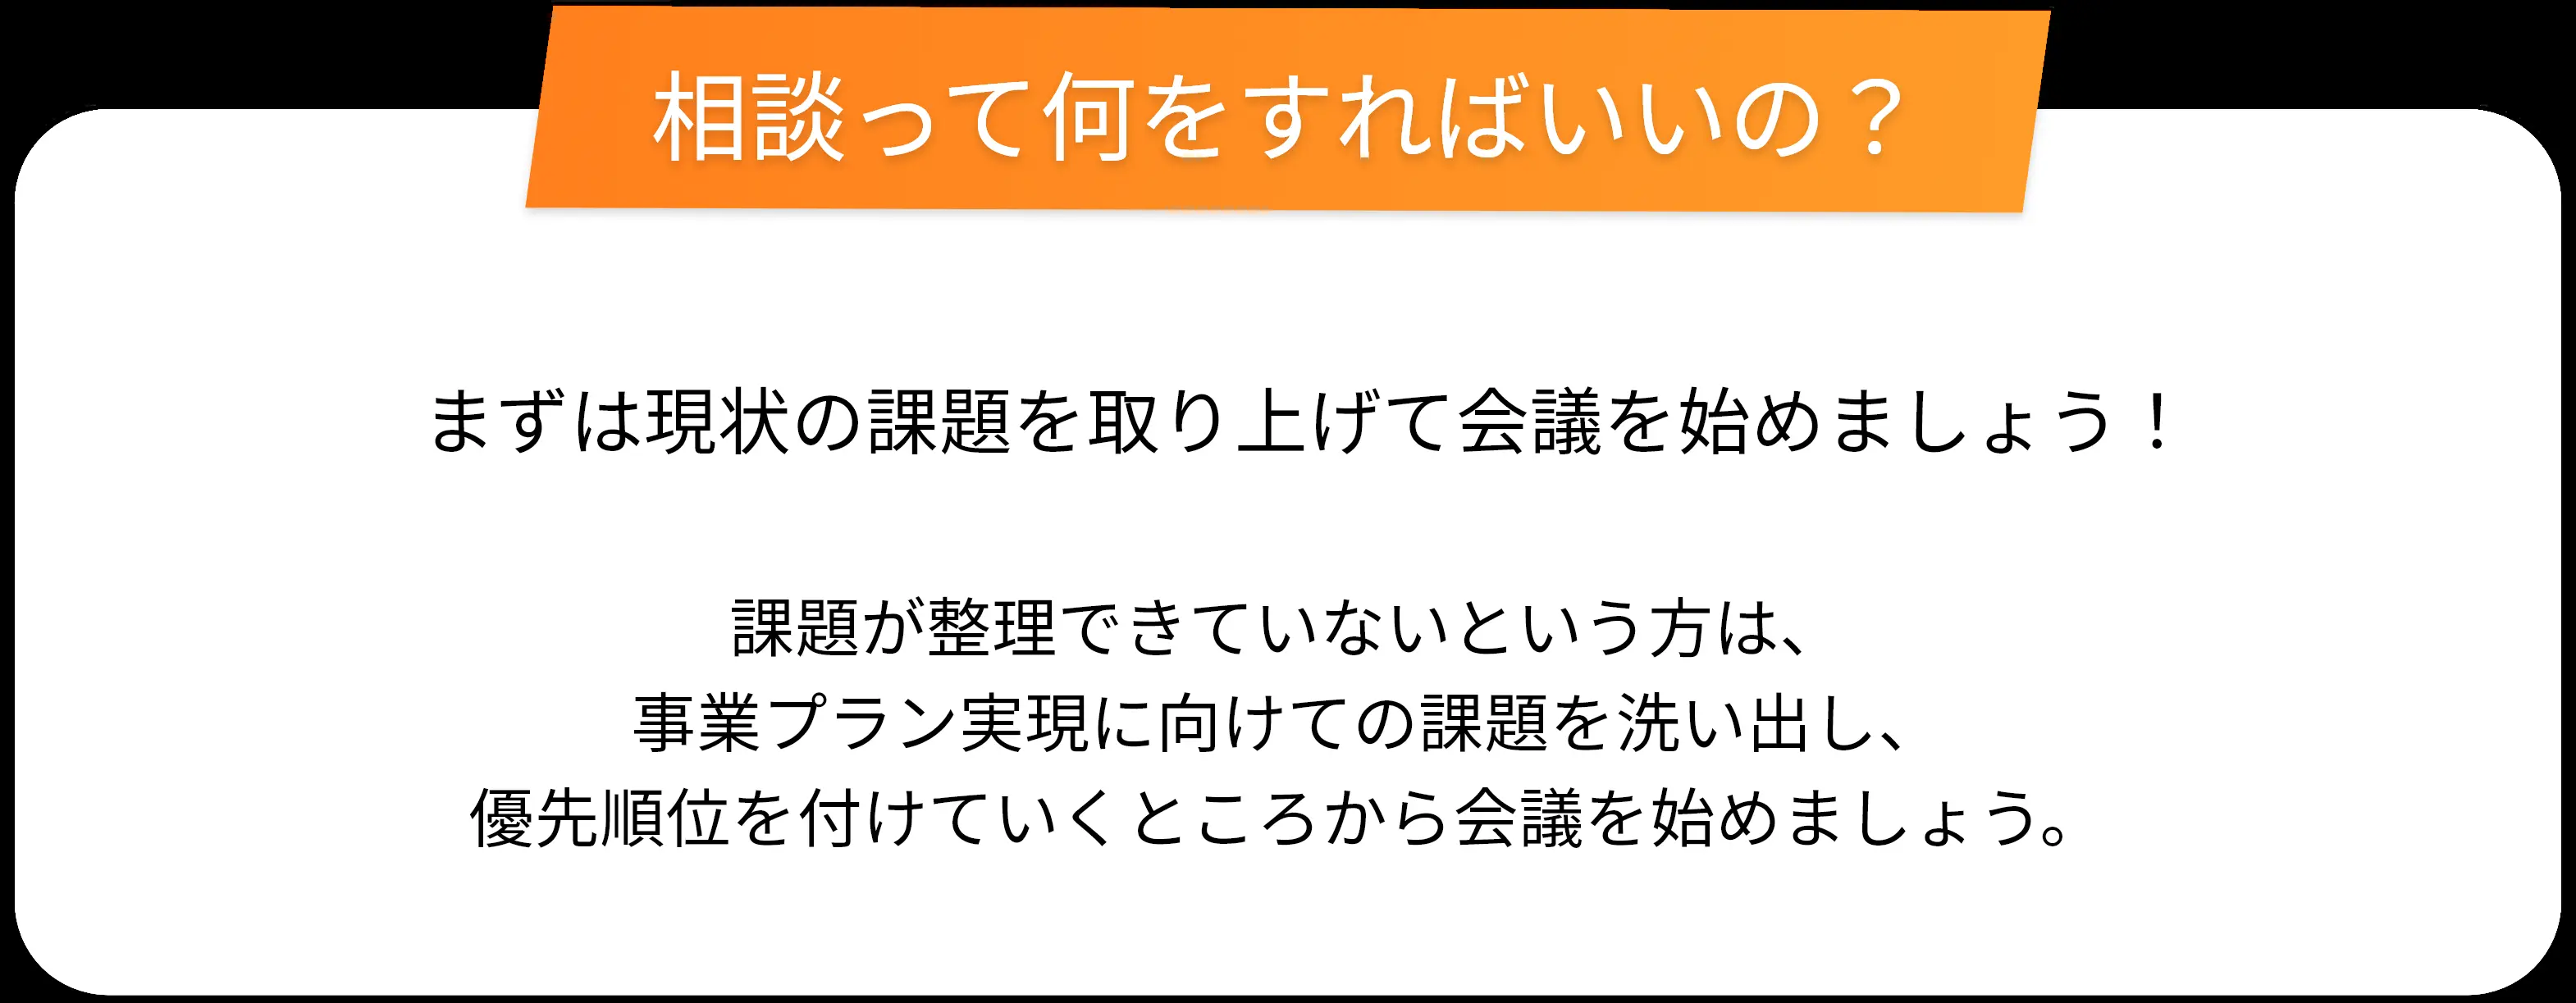 相談って何をすればいいの？
まずは現状の課題を取り上げて会議を始めましょう！
課題が整理できていないという方は、
事業プラン実現に向けての課題を洗い出し、
優先順位を付けていくところから会議を始めましょう。